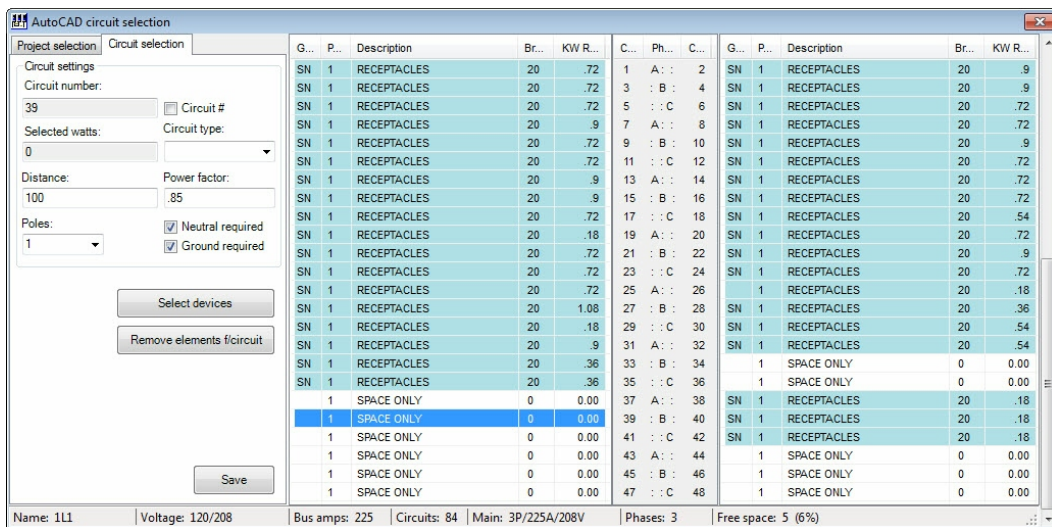 AutoCAD circuit selection
Project selection Circuit selection
Circuit settings
Circuit number:
39 Circuit #
Selected watts: Circuit type:
0
Distance: Power factor:
100 .85
Poles: Neutral required
1 Ground required
Select devices
Remove elements f/circuit
Save
G... P... Description Br... KW R... C... Ph... C... G... P... Description Br... KW R...
SN 1 RECEPTACLES 20 .72 1 A: : 2 SN 1 RECEPTACLES 20 .9
SN 1 RECEPTACLES 20 .72 3 : B : 4 SN 1 RECEPTACLES 20 .9
SN 1 RECEPTACLES 20 .72 5 : : C 6 SN 1 RECEPTACLES 20 .72
SN 1 RECEPTACLES 20 .9 7 A: : 8 SN 1 RECEPTACLES 20 .72
SN 1 RECEPTACLES 20 .72 9 : B : 10 SN 1 RECEPTACLES 20 .9
SN 1 RECEPTACLES 20 .72 11 : : C 12 SN 1 RECEPTACLES 20 .72
SN 1 RECEPTACLES 20 .9 13 A: : 14 SN 1 RECEPTACLES 20 .72
SN 1 RECEPTACLES 20 .9 15 : B : 16 SN 1 RECEPTACLES 20 .72
SN 1 RECEPTACLES 20 .72 17 : : C 18 SN 1 RECEPTACLES 20 .54
SN 1 RECEPTACLES 20 .18 19 A: : 20 SN 1 RECEPTACLES 20 .72
SN 1 RECEPTACLES 20 .72 21 : B : 22 SN 1 RECEPTACLES 20 .9
SN 1 RECEPTACLES 20 .72 23 : : C 24 SN 1 RECEPTACLES 20 .72
SN 1 RECEPTACLES 20 .72 25 A: : 26 1 RECEPTACLES 20 .18
SN 1 RECEPTACLES 20 1.08 27 : B : 28 SN 1 RECEPTACLES 20 .36
SN 1 RECEPTACLES 20 .18 29 : : C 30 SN 1 RECEPTACLES 20 .54
SN 1 RECEPTACLES 20 .9 31 A: : 32 SN 1 RECEPTACLES 20 .54
SN 1 RECEPTACLES 20 .36 33 : B : 34 1 SPACE ONLY 0 0.00
SN 1 RECEPTACLES 20 .36 35 : : C 36 1 SPACE ONLY 0 0.00
1 SPACE ONLY 0 0.00 37 A: : 38 SN 1 RECEPTACLES 20 .18
1 SPACE ONLY 0 0.00 39 : B : 40 SN 1 RECEPTACLES 20 .18
1 SPACE ONLY 0 0.00 41 : : C 42 SN 1 RECEPTACLES 20 .18
1 SPACE ONLY 0 0.00 43 A: : 44 1 SPACE ONLY 0 0.00
1 SPACE ONLY 0 0.00 45 : B : 46 1 SPACE ONLY 0 0.00
1 SPACE ONLY 0 0.00 47 : : C 48 1 SPACE ONLY 0 0.00
Name: 1L1 Voltage: 120/208 Bus amps: 225 Circuits: 84 Main: 3P/225A/208V Phases: 3 Free space: 5 (6%)